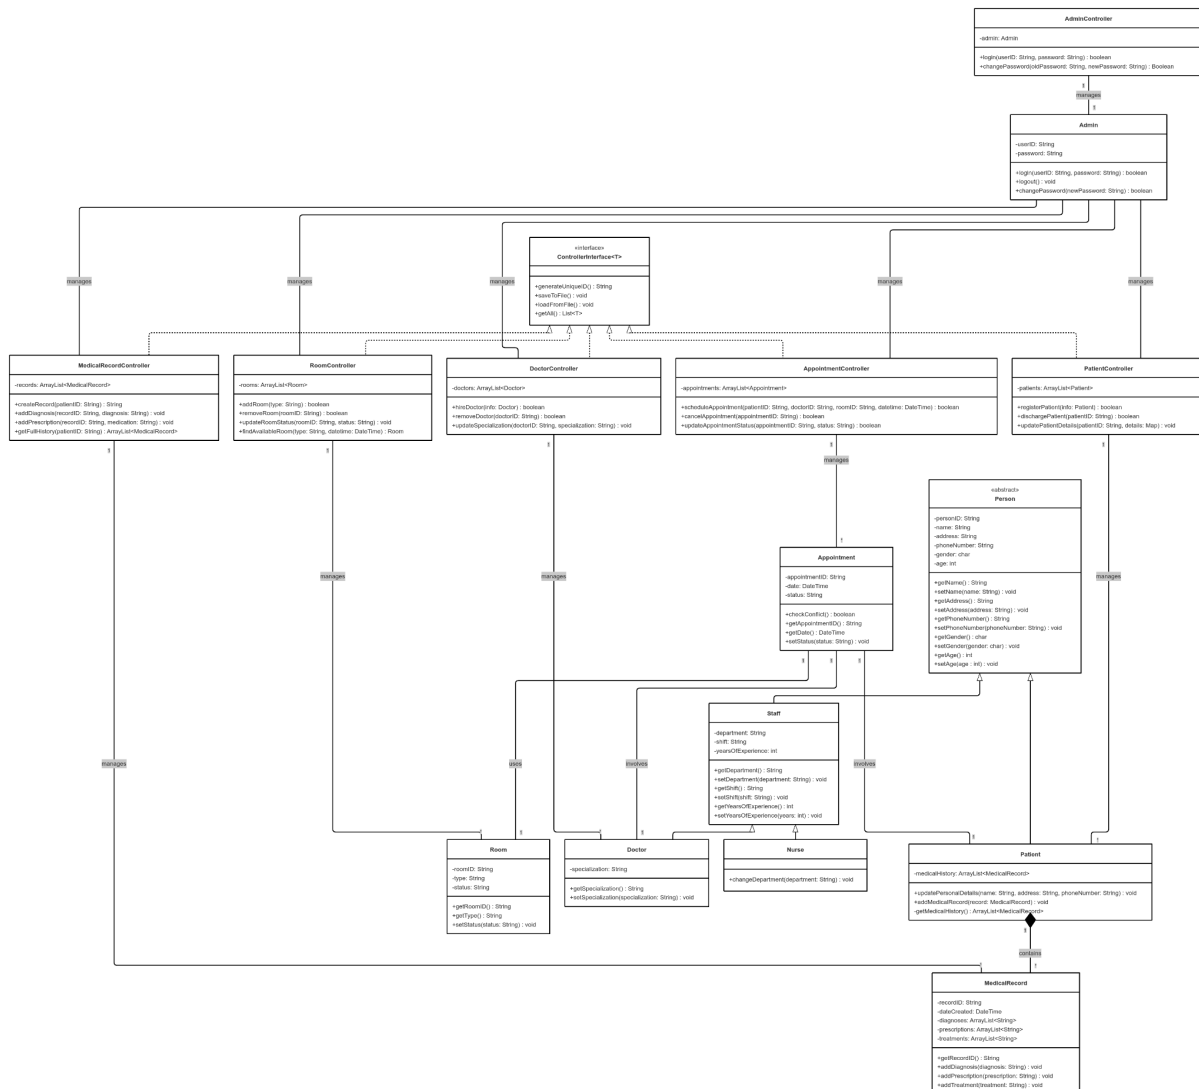 AdminController
-admin: Admin
+login(userID: String, password: String) : boolean
+changePassword(oldPassword: String, newPassword: String) : Boolean
manages
Admin
-userID: String
-password: String
+login(userID: String, password: String) : boolean
+logout() : void
+changePassword(newPassword: String) : boolean
«interface»
ControllerInterface<T>
+generateUniqueID() : String
+saveToFile() : void
+loadFromFile() : void
+getAll() : List<T>
manages
manages
manages
manages
manages
MedicalRecordController
-records: ArrayList<MedicalRecord>
+createRecord(patientID: String) : String
+addDiagnosis(recordID: String, diagnosis: String) : void
+addPrescription(recordID: String, medication: String) : void
+getFullHistory(patientID: String) : ArrayList<MedicalRecord>
RoomController
-rooms: ArrayList<Room>
+addRoom(type: String) : boolean
+removeRoom(roomID: String) : boolean
+updateRoomStatus(roomID: String, status: String) : void
+findAvailableRoom(type: String, datetime: DateTime) : Room
DoctorController
-doctors: ArrayList<Doctor>
+hireDoctor(info: Doctor) : boolean
+removeDoctor(doctorID: String) : boolean
+updateSpecialization(doctorID: String, specialization: String) : void
AppointmentController
-appointments: ArrayList<Appointment>
+scheduleAppointment(patientID: String, doctorID: String, roomID: String, datetime: DateTime) : boolean
+cancelAppointment(appointmentID: String) : boolean
+updateAppointmentStatus(appointmentID: String, status: String) : boolean
PatientController
-patients: ArrayList<Patient>
+registerPatient(info: Patient) : boolean
+dischargePatient(patientID: String) : boolean
+updatePatientDetails(patientID: String, details: Map) : void
manages
«abstract»
Person
-personID: String
-name: String
-address: String
-phoneNumber: String
-gender: char
-age: int
+getName() : String
+setName(name: String) : void
+getAddress() : String
+setAddress(address: String) : void
+getPhoneNumber() : String
+setPhoneNumber(phoneNumber: String) : void
+getGender() : char
+setGender(gender: char) : void
+getAge() : int
+setAge(age : int) : void
Appointment
-appointmentID: String
-date: DateTime
-status: String
+checkConflict() : boolean
+getAppointmentID() : String
+getDate() : DateTime
+setStatus(status: String) : void
manages
manages
manages
Staff
-department: String
-shift: String
-yearsOfExperience: int
+getDepartment() : String
+setDepartment(department: String) : void
+getShift() : String
+setShift(shift: String) : void
+getYearsOfExperience() : int
+setYearsOfExperience(years: int) : void
manages
uses
involves
involves
Room
-roomID: String
-type: String
-status: String
+getRoomID() : String
+getType() : String
+setStatus(status: String) : void
Doctor
-specialization: String
+getSpecialization() : String
+setSpecialization(specialization: String) : void
Nurse
+changeDepartment(department: String) : void
Patient
-medicalHistory: ArrayList<MedicalRecord>
+updatePersonalDetails(name: String, address: String, phoneNumber: String) : void
+addMedicalRecord(record: MedicalRecord) : void
-getMedicalHistory() : ArrayList<MedicalRecord>
contains
MedicalRecord
-recordID: String
-dateCreated: DateTime
-diagnoses: ArrayList<String>
-prescriptions: ArrayList<String>
-treatments: ArrayList<String>
+getRecordID() : String
+addDiagnosis(diagnosis: String) : void
+addPrescription(prescription: String) : void
+addTreatment(treatment: String) : void